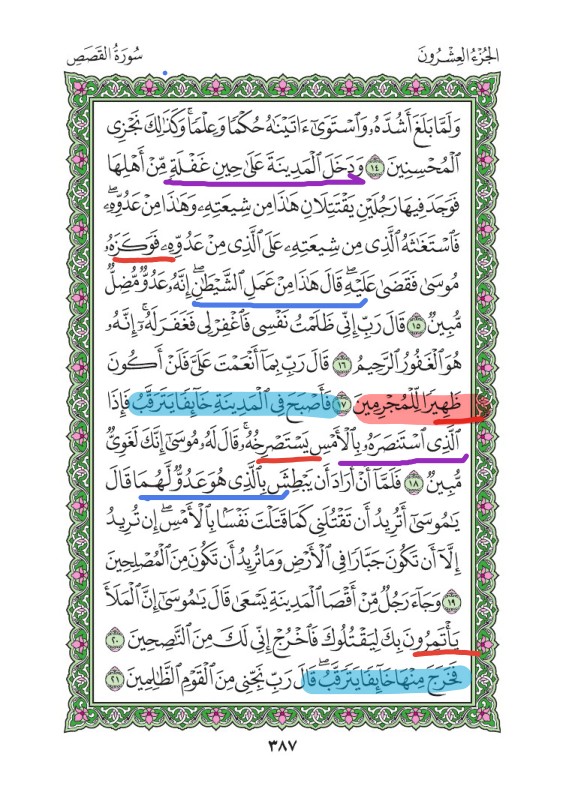 الجُزْءُ العِشْرُونَ سُورَةُ القَصَصِ
وَلَمَّا بَلَغَ أَشُدَّهُۥ وَٱسْتَوَىٰٓ ءَاتَيْنَٰهُ حُكْمًا وَعِلْمًا ۚ وَكَذَٰلِكَ نَجْزِى
ٱلْمُحْسِنِينَ ١٤ وَدَخَلَ ٱلْمَدِينَةَ عَلَىٰ حِينِ غَفْلَةٍ مِّنْ أَهْلِهَا
فَوَجَدَ فِيهَا رَجُلَيْنِ يَقْتَتِلَانِ هَٰذَا مِن شِيعَتِهِۦ وَهَٰذَا مِنْ عَدُوِّهِۦ ۖ
فَٱسْتَغَٰثَهُ ٱلَّذِى مِن شِيعَتِهِۦ عَلَى ٱلَّذِى مِنْ عَدُوِّهِۦ فَوَكَزَهُۥ
مُوسَىٰ فَقَضَىٰ عَلَيْهِ ۖ قَالَ هَٰذَا مِنْ عَمَلِ ٱلشَّيْطَٰنِ ۖ إِنَّهُۥ عَدُوٌّ مُّضِلٌّ
مُّبِينٌ ١٥ قَالَ رَبِّ إِنِّى ظَلَمْتُ نَفْسِى فَٱغْفِرْ لِى فَغَفَرَ لَهُۥٓ ۚ إِنَّهُۥ
هُوَ ٱلْغَفُورُ ٱلرَّحِيمُ ١٦ قَالَ رَبِّ بِمَآ أَنْعَمْتَ عَلَىَّ فَلَنْ أَكُونَ
ظَهِيرًا لِّلْمُجْرِمِينَ ١٧ فَأَصْبَحَ فِى ٱلْمَدِينَةِ خَآئِفًا يَتَرَقَّبُ فَإِذَا
ٱلَّذِى ٱسْتَنصَرَهُۥ بِٱلْأَمْسِ يَسْتَصْرِخُهُۥ ۚ قَالَ لَهُۥ مُوسَىٰٓ إِنَّكَ لَغَوِىٌّ
مُّبِينٌ ١٨ فَلَمَّآ أَنْ أَرَادَ أَن يَبْطِشَ بِٱلَّذِى هُوَ عَدُوٌّ لَّهُمَا قَالَ
يَٰمُوسَىٰٓ أَتُرِيدُ أَن تَقْتُلَنِى كَمَا قَتَلْتَ نَفْسًۢا بِٱلْأَمْسِ ۖ إِن تُرِيدُ
إِلَّآ أَن تَكُونَ جَبَّارًا فِى ٱلْأَرْضِ وَمَا تُرِيدُ أَن تَكُونَ مِنَ ٱلْمُصْلِحِينَ
١٩ وَجَآءَ رَجُلٌ مِّنْ أَقْصَا ٱلْمَدِينَةِ يَسْعَىٰ قَالَ يَٰمُوسَىٰٓ إِنَّ ٱلْمَلَأَ
يَأْتَمِرُونَ بِكَ لِيَقْتُلُوكَ فَٱخْرُجْ إِنِّى لَكَ مِنَ ٱلنَّٰصِحِينَ ٢٠
فَخَرَجَ مِنْهَا خَآئِفًا يَتَرَقَّبُ ۖ قَالَ رَبِّ نَجِّنِى مِنَ ٱلْقَوْمِ ٱلظَّٰلِمِينَ ٢١
٣٨٧